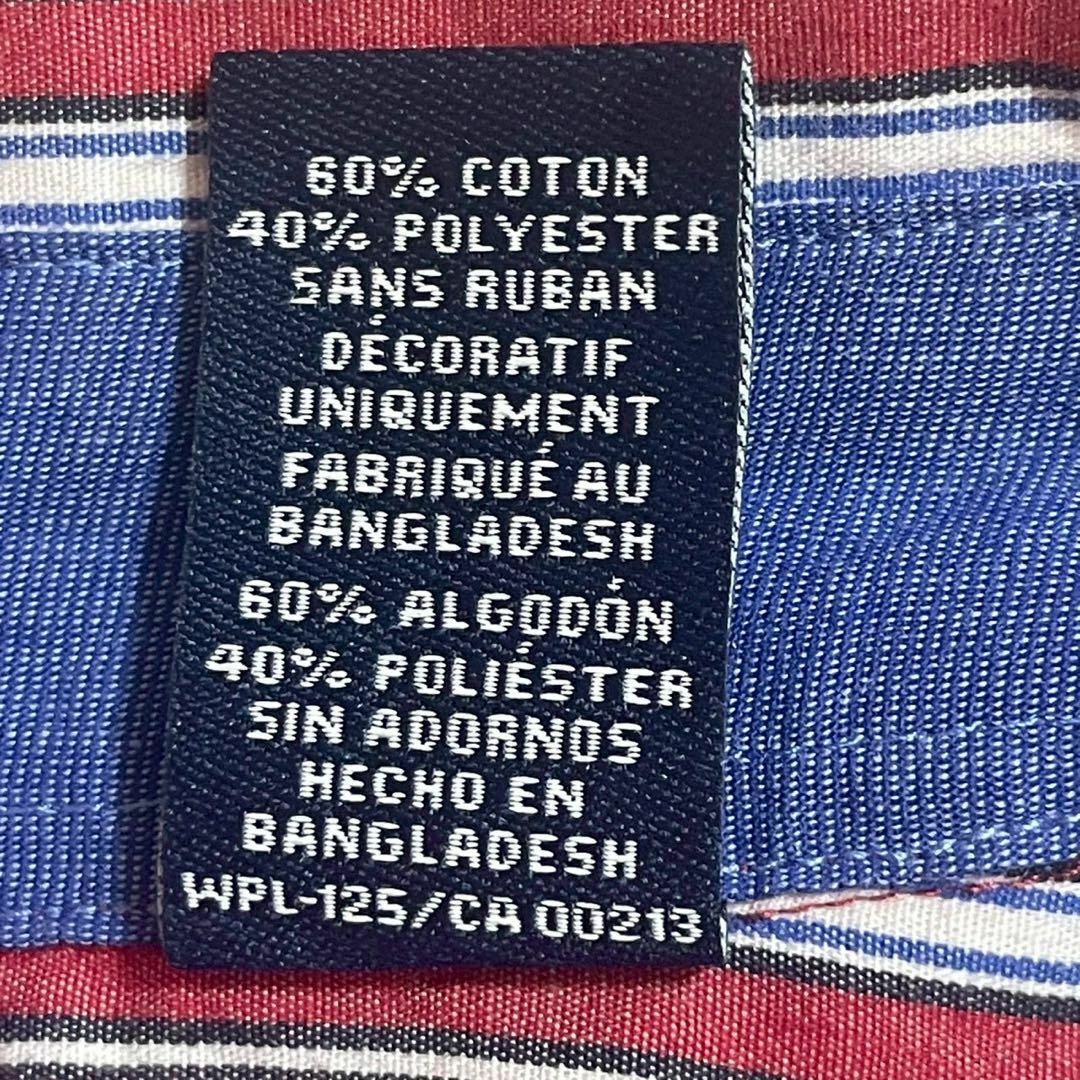 60% COTON
40% POLYESTER
SANS RUBAN
DÉCORATIF
UNIQUEMENT
FABRIQUÉ AU
BANGLADESH
60% ALGODÓN
40% POLIÉSTER
SIN ADORNOS
HECHO EN
BANGLADESH
WPL-125/CA 00213